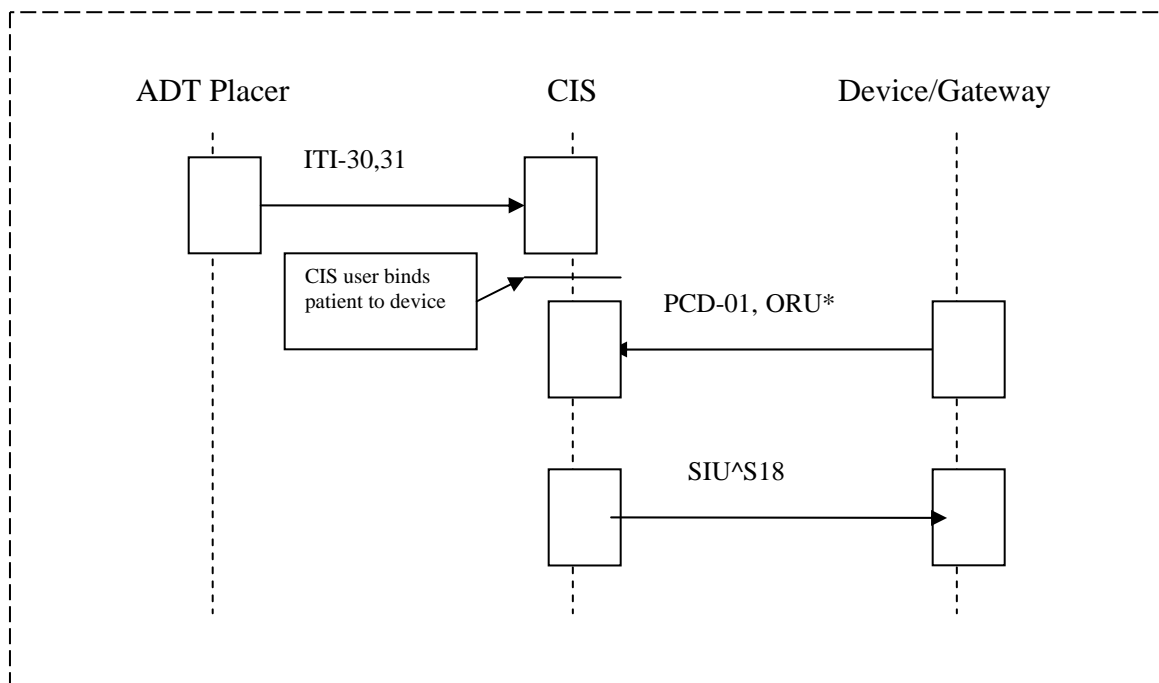 ADT Placer
CIS
Device/Gateway
ITI-30,31
CIS user binds
patient to device
PCD-01, ORU*
SIU^S18